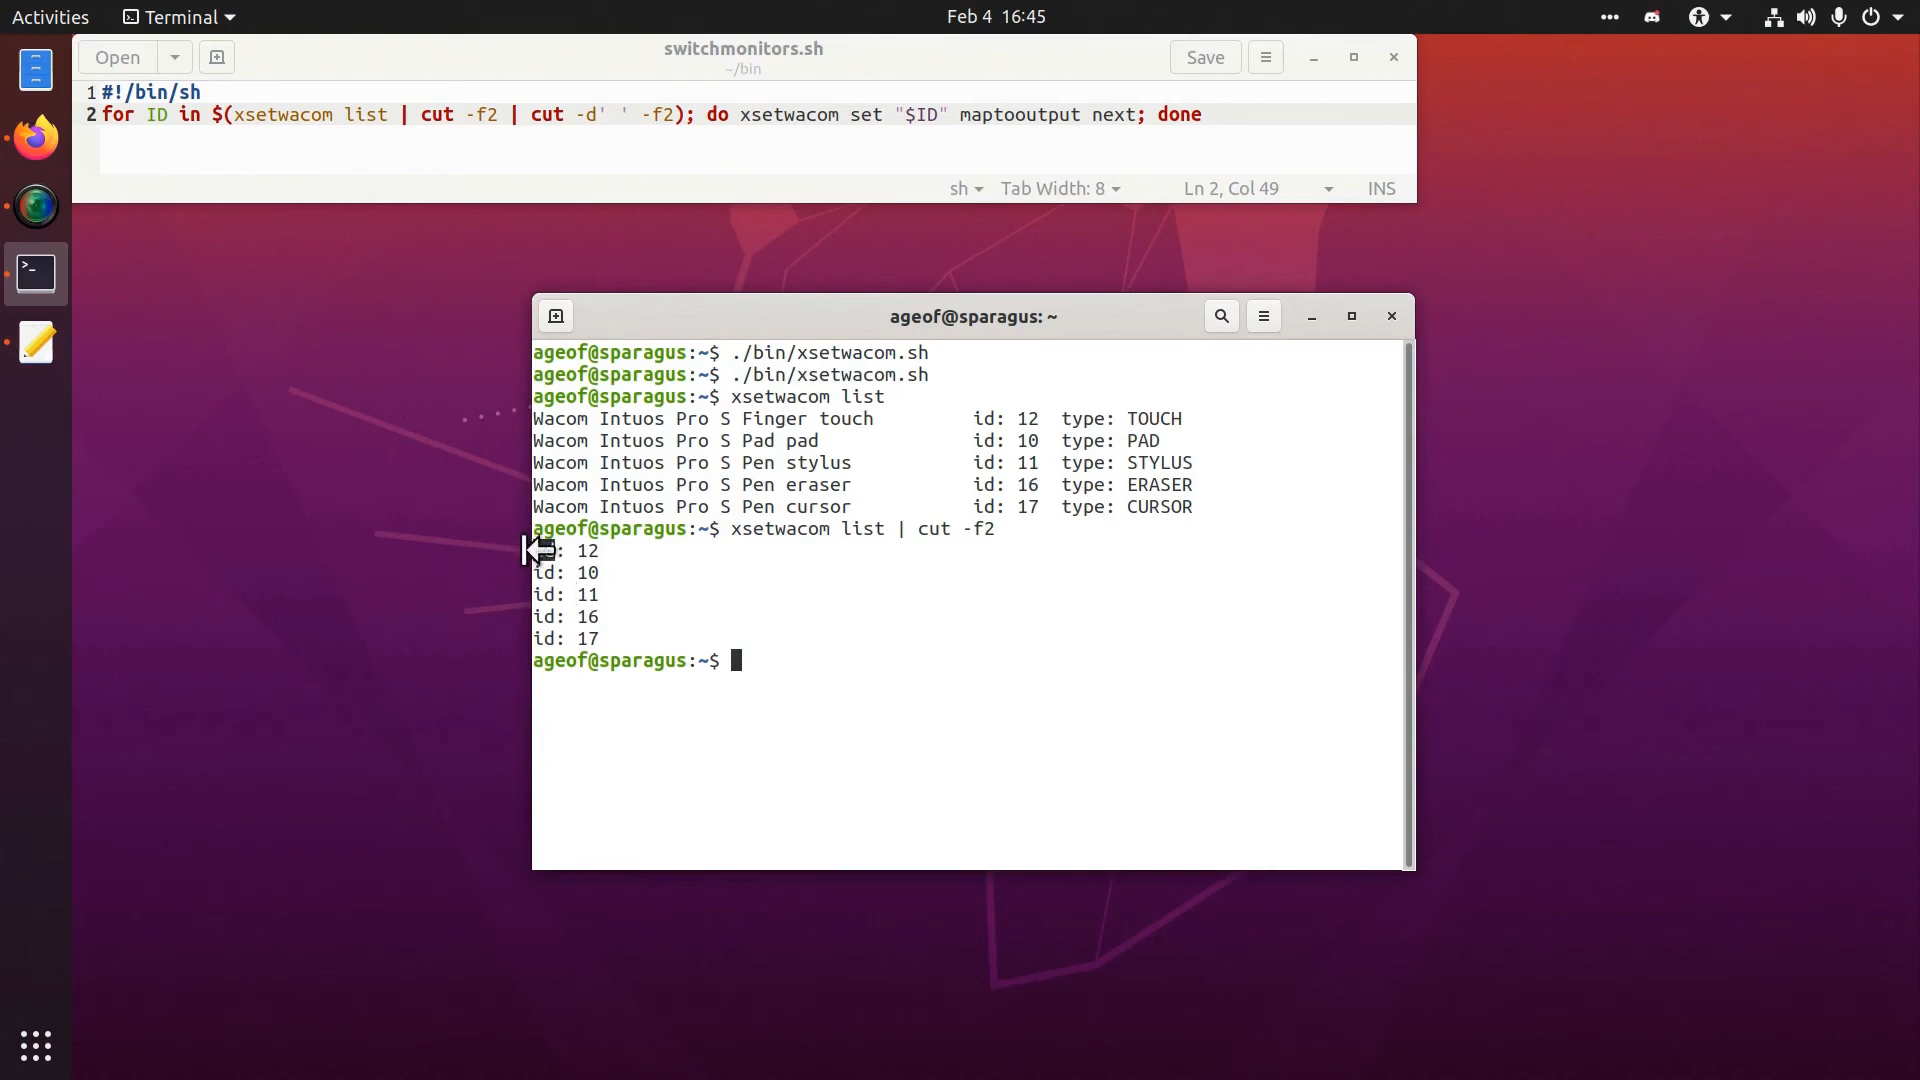 Activities Terminal Feb 4 16:45
Open switchmonitors.sh Save
~/bin
1 #!/bin/sh
2 for ID in $(xsetwacom list | cut -f2 | cut -d' ' -f2); do xsetwacom set "$ID" maptooutput next; done
sh Tab Width: 8 Ln 2, Col 49 INS
ageof@sparagus: ~
ageof@sparagus:~$ ./bin/xsetwacom.sh
ageof@sparagus:~$ ./bin/xsetwacom.sh
ageof@sparagus:~$ xsetwacom list
Wacom Intuos Pro S Finger touch id: 12 type: TOUCH
Wacom Intuos Pro S Pad pad id: 10 type: PAD
Wacom Intuos Pro S Pen stylus id: 11 type: STYLUS
Wacom Intuos Pro S Pen eraser id: 16 type: ERASER
Wacom Intuos Pro S Pen cursor id: 17 type: CURSOR
ageof@sparagus:~$ xsetwacom list | cut -f2
: 12
id: 10
id: 11
id: 16
id: 17
ageof@sparagus:~$